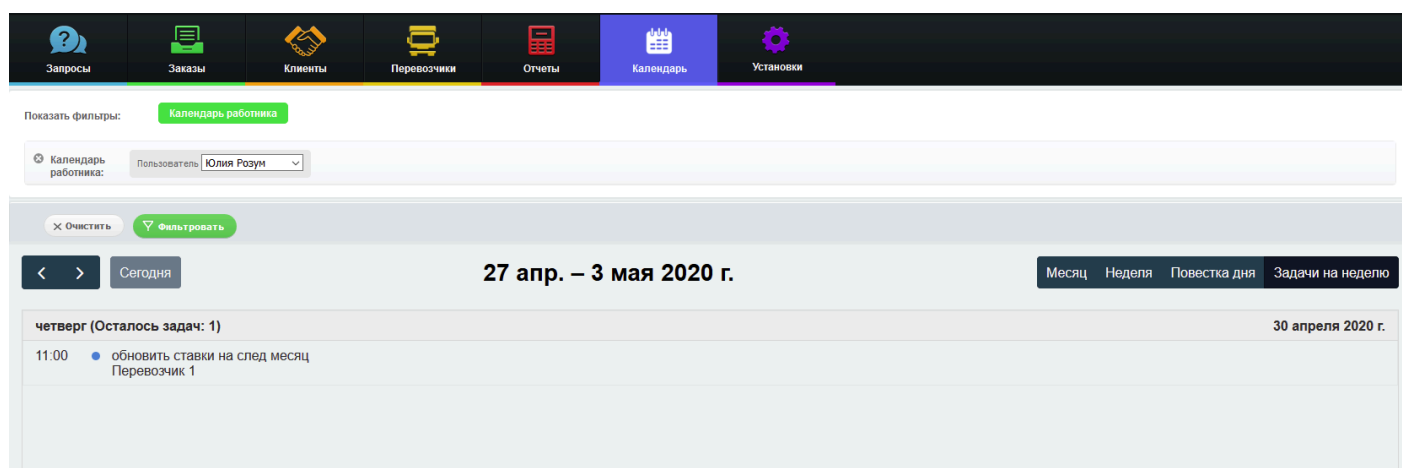 Запросы
Заказы
Клиенты
Перевозчики
Отчеты
Календарь
Установки
Показать фильтры:
Календарь работника
Календарь
работника:
Пользователь Юлия Розум
Очистить
Фильтровать
Сегодня
27 апр. – 3 мая 2020 г.
Месяц Неделя Повестка дня Задачи на неделю
четверг (Осталось задач: 1) 30 апреля 2020 г.
11:00 обновить ставки на след месяц
Перевозчик 1